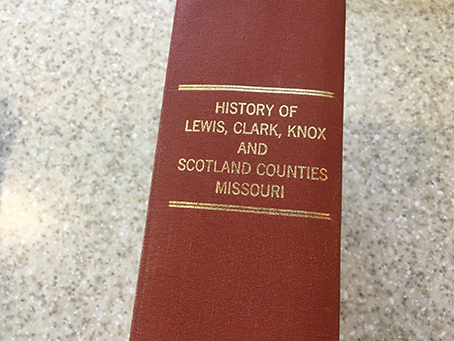 HISTORY OF
LEWIS, CLARK, KNOX
AND
SCOTLAND COUNTIES
MISSOURI